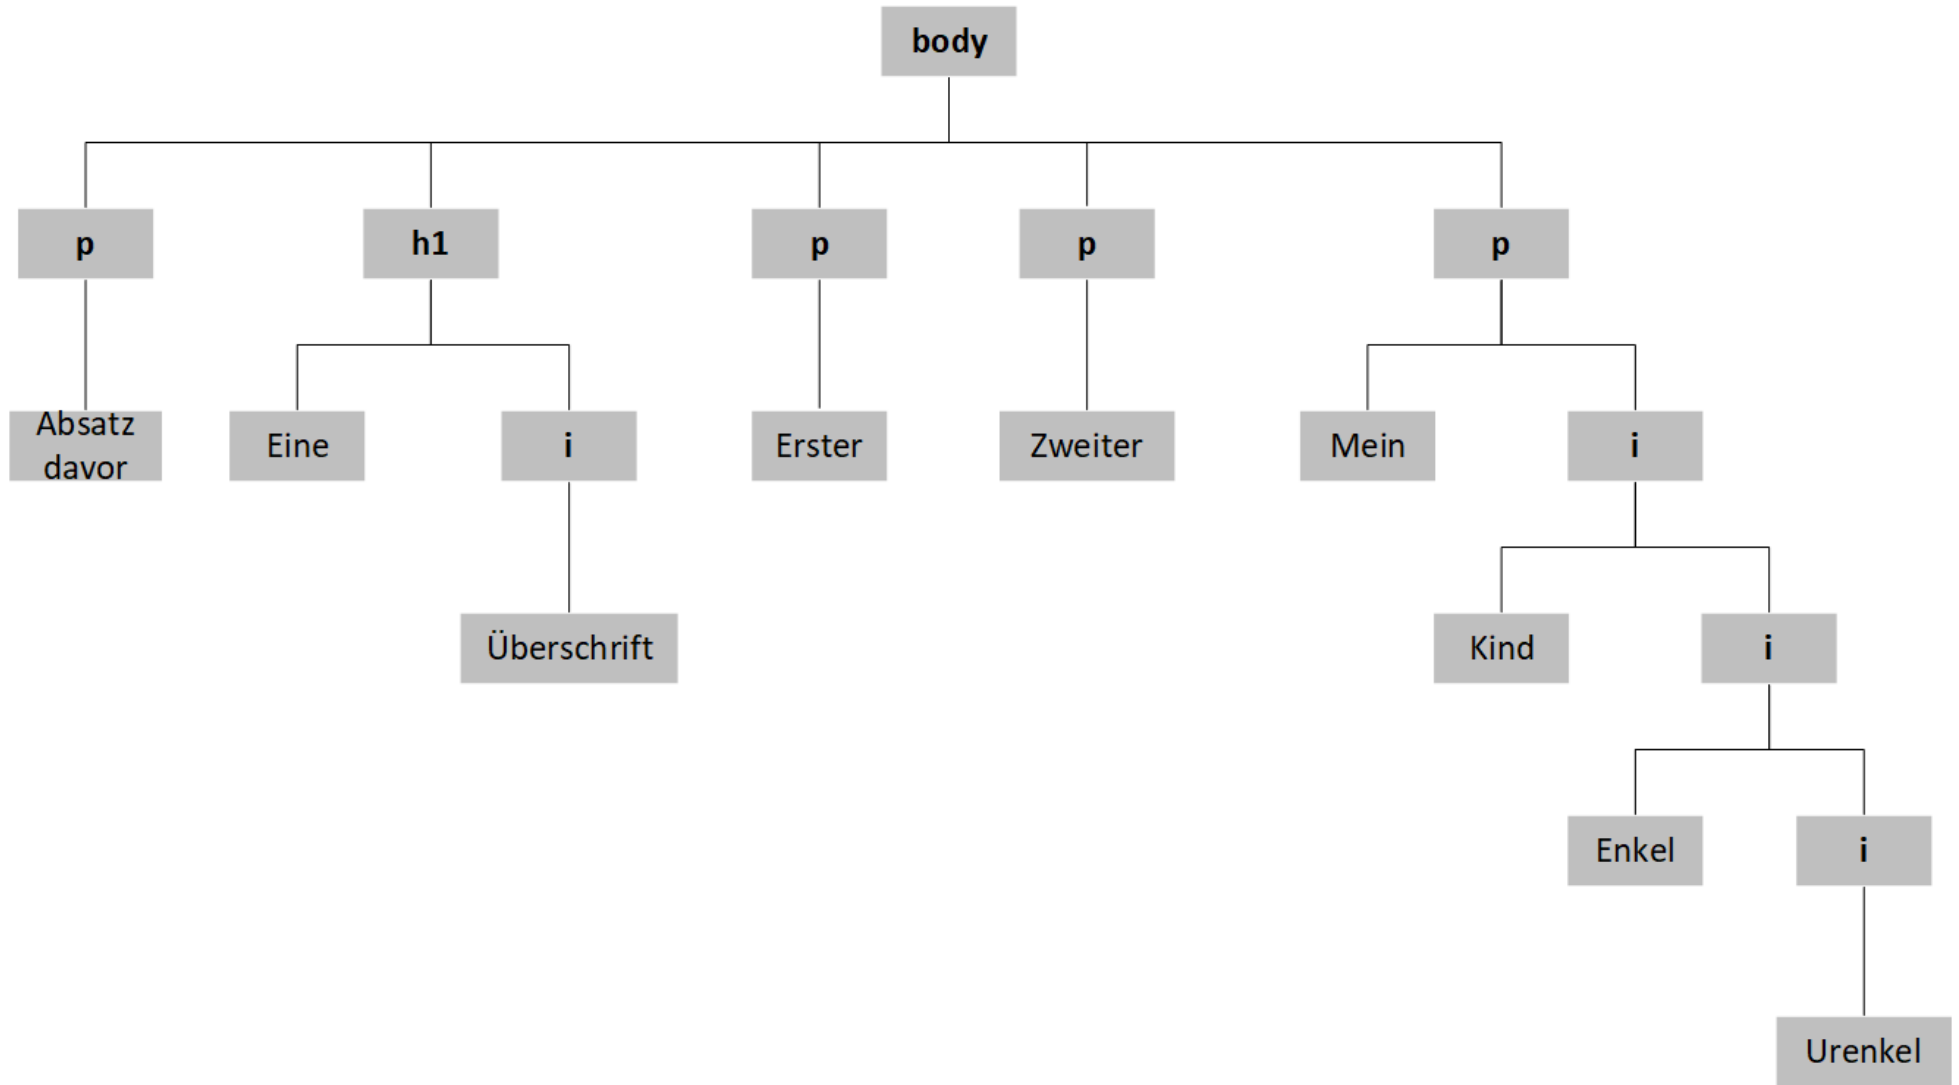 body
p
h1
p
p
p
Absatz
davor
Eine
i
Erster
Zweiter
Mein
i
Überschrift
Kind
i
Enkel
i
Urenkel